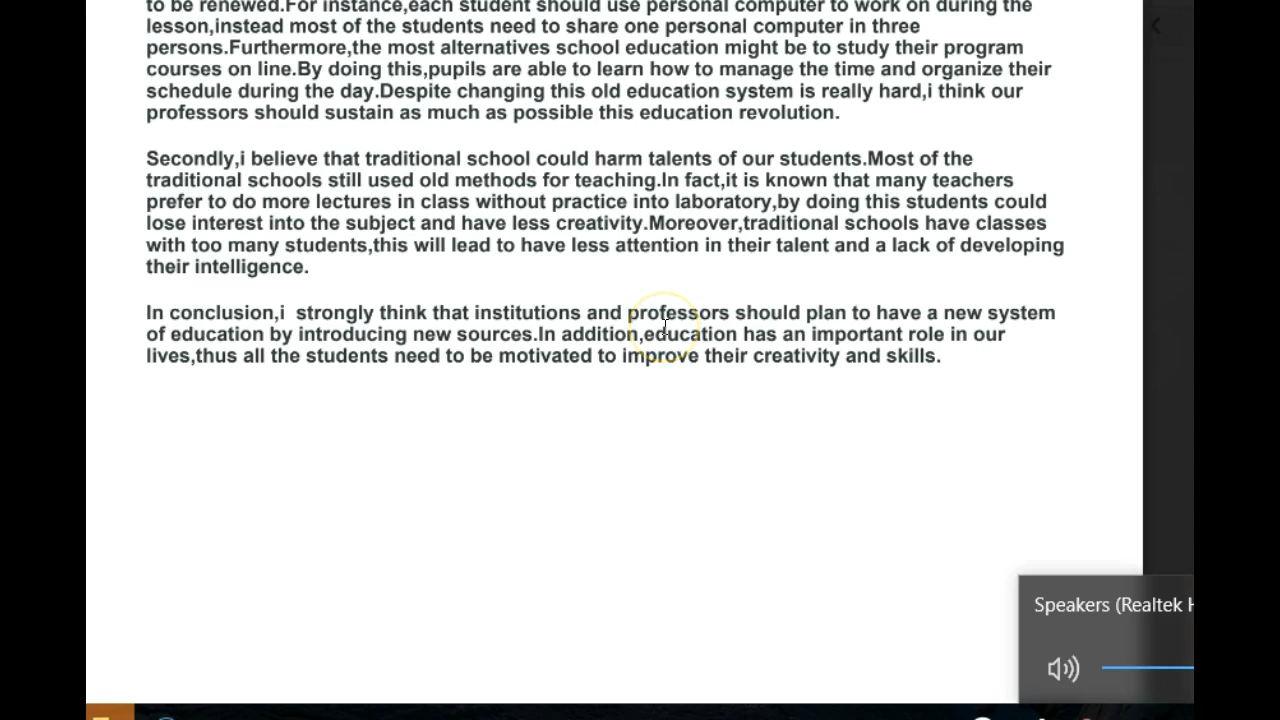 to be renewed.For instance,each student should use personal computer to work on during the
lesson,instead most of the students need to share one personal computer in three
persons.Furthermore,the most alternatives school education might be to study their program
courses on line.By doing this,pupils are able to learn how to manage the time and organize their
schedule during the day.Despite changing this old education system is really hard,i think our
professors should sustain as much as possible this education revolution.
Secondly,i believe that traditional school could harm talents of our students.Most of the
traditional schools still used old methods for teaching.In fact,it is known that many teachers
prefer to do more lectures in class without practice into laboratory,by doing this students could
lose interest into the subject and have less creativity.Moreover,traditional schools have classes
with too many students,this will lead to have less attention in their talent and a lack of developing
their intelligence.
In conclusion,i  strongly think that institutions and professors should plan to have a new system
of education by introducing new sources.In addition,education has an important role in our
lives,thus all the students need to be motivated to improve their creativity and skills.
Speakers (Realtek H